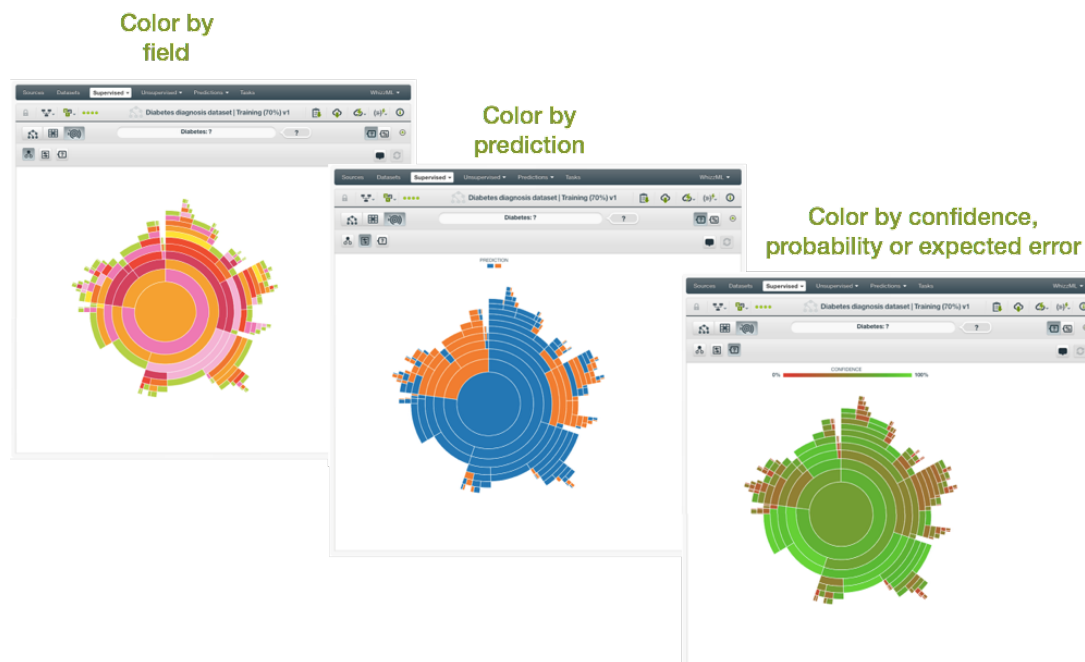 Color by
field
Sources Datasets Supervised Unsupervised Predictions Tasks WhizzML
Diabetes diagnosis dataset | Training (70%) v1
Diabetes: ?
?
Color by
prediction
Sources Datasets Supervised Unsupervised Predictions Tasks WhizzML
Diabetes diagnosis dataset | Training (70%) v1
Diabetes: ?
?
PREDICTION
Color by confidence,
probability or expected error
Sources Datasets Supervised Unsupervised Predictions Tasks WhizzML
Diabetes diagnosis dataset | Training (70%) v1
Diabetes: ?
?
CONFIDENCE
0% 100%